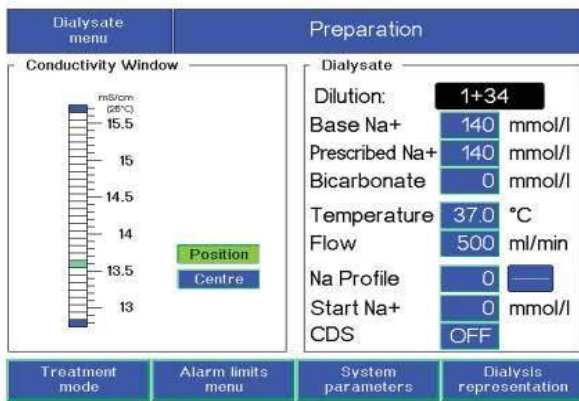 Dialysate
menu
Preparation
Conductivity Window
mS/cm
(25°C)
15.5
15
14.5
14
13.5
13
Position
Centre
Dialysate
Dilution: 1+34
Base Na+ 140 mmol/l
Prescribed Na+ 140 mmol/l
Bicarbonate 0 mmol/l
Temperature 37.0 °C
Flow 500 ml/min
Na Profile 0
Start Na+ 0 mmol/l
CDS OFF
Treatment
mode
Alarm limits
menu
System
parameters
Dialysis
representation